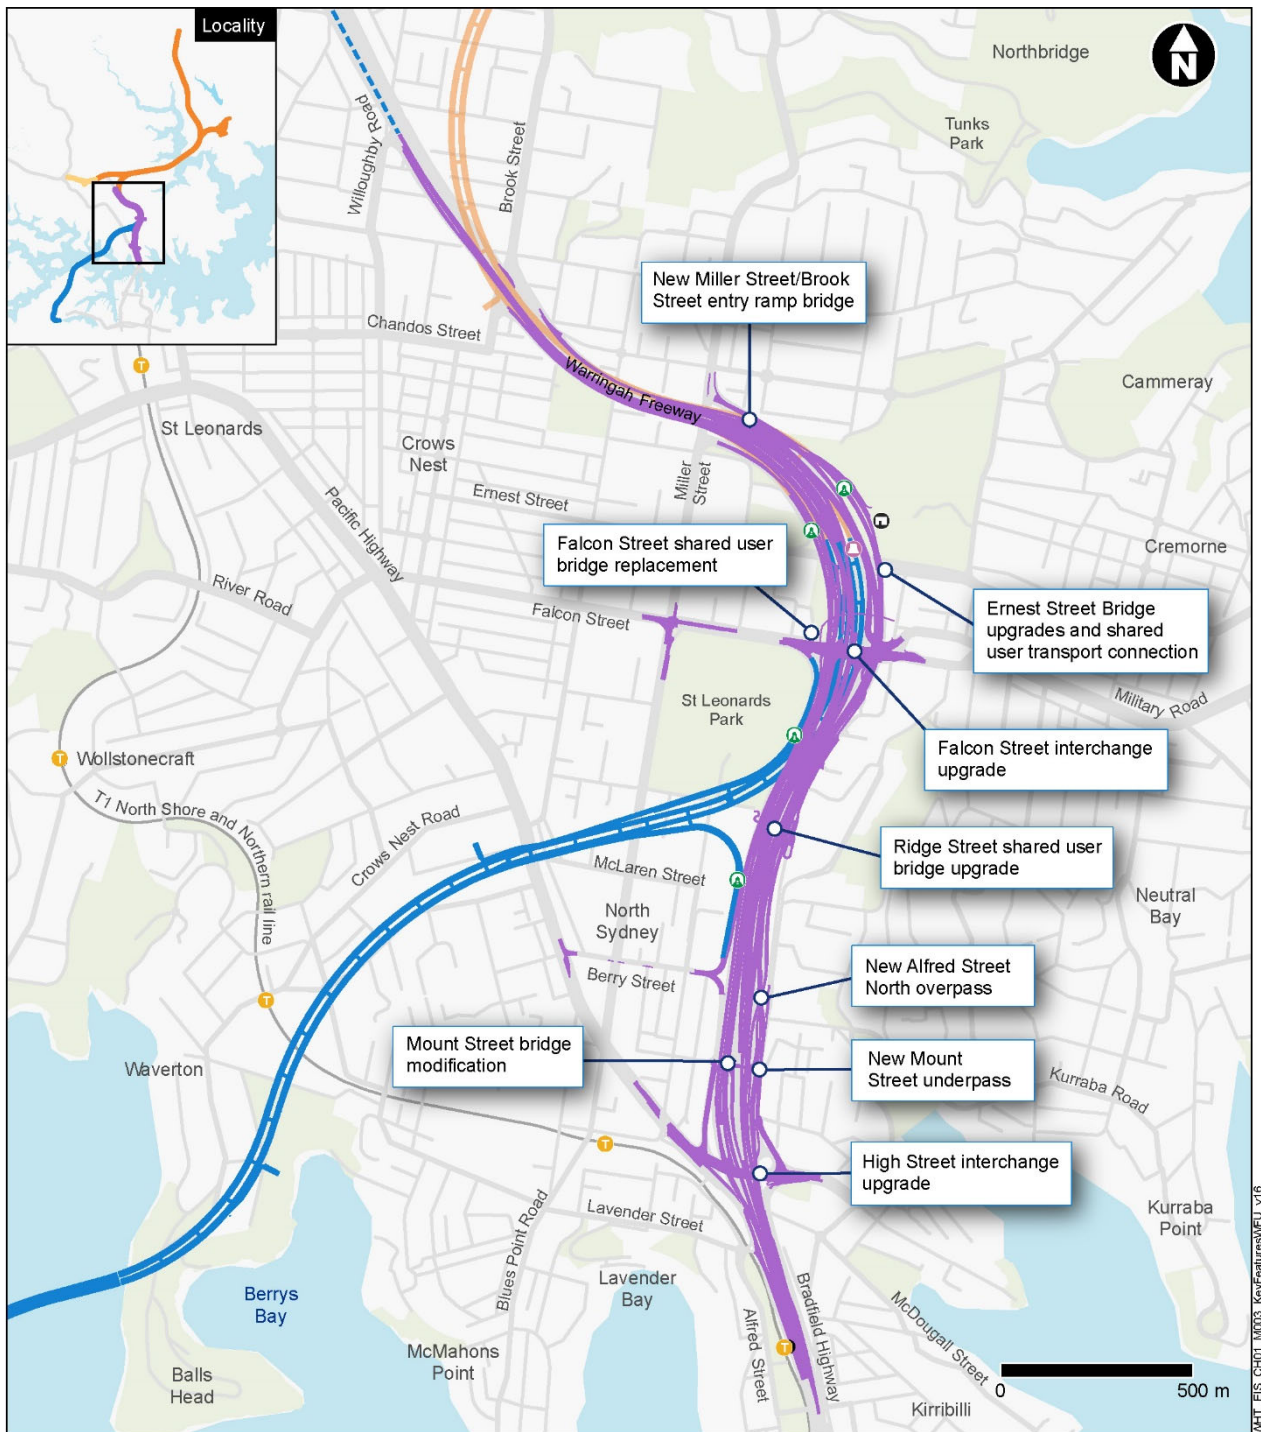 Locality
N
Northbridge
Tunks
Park
Willoughby Road
Brook Street
New Miller Street/Brook
Street entry ramp bridge
Chandos Street
Warringah Freeway
Cammeray
St Leonards
Crows
Nest
Miller
Street
Ernest Street
Pacific Highway
Falcon Street shared user
bridge replacement
Cremorne
River Road
Falcon Street
Ernest Street Bridge
upgrades and shared
user transport connection
St Leonards
Park
Military Road
Wollstonecraft
Falcon Street interchange
upgrade
T1 North Shore and Northern rail line
Crows Nest Road
Ridge Street shared user
bridge upgrade
McLaren Street
Neutral
Bay
North
Sydney
Berry Street
New Alfred Street
North overpass
Mount Street bridge
modification
Waverton
New Mount
Street underpass
Kurraba Road
High Street interchange
upgrade
Blues Point Road
Lavender Street
Kurraba
Point
Berrys
Bay
Lavender
Bay
Bradfield Highway
McDougall Street
Alfred Street
McMahons
Point
Balls
Head
Kirribilli
0 500 m
WHT_EIS_CH01_M003_KeyFeaturesWFU_v16
T
T
T
T
T